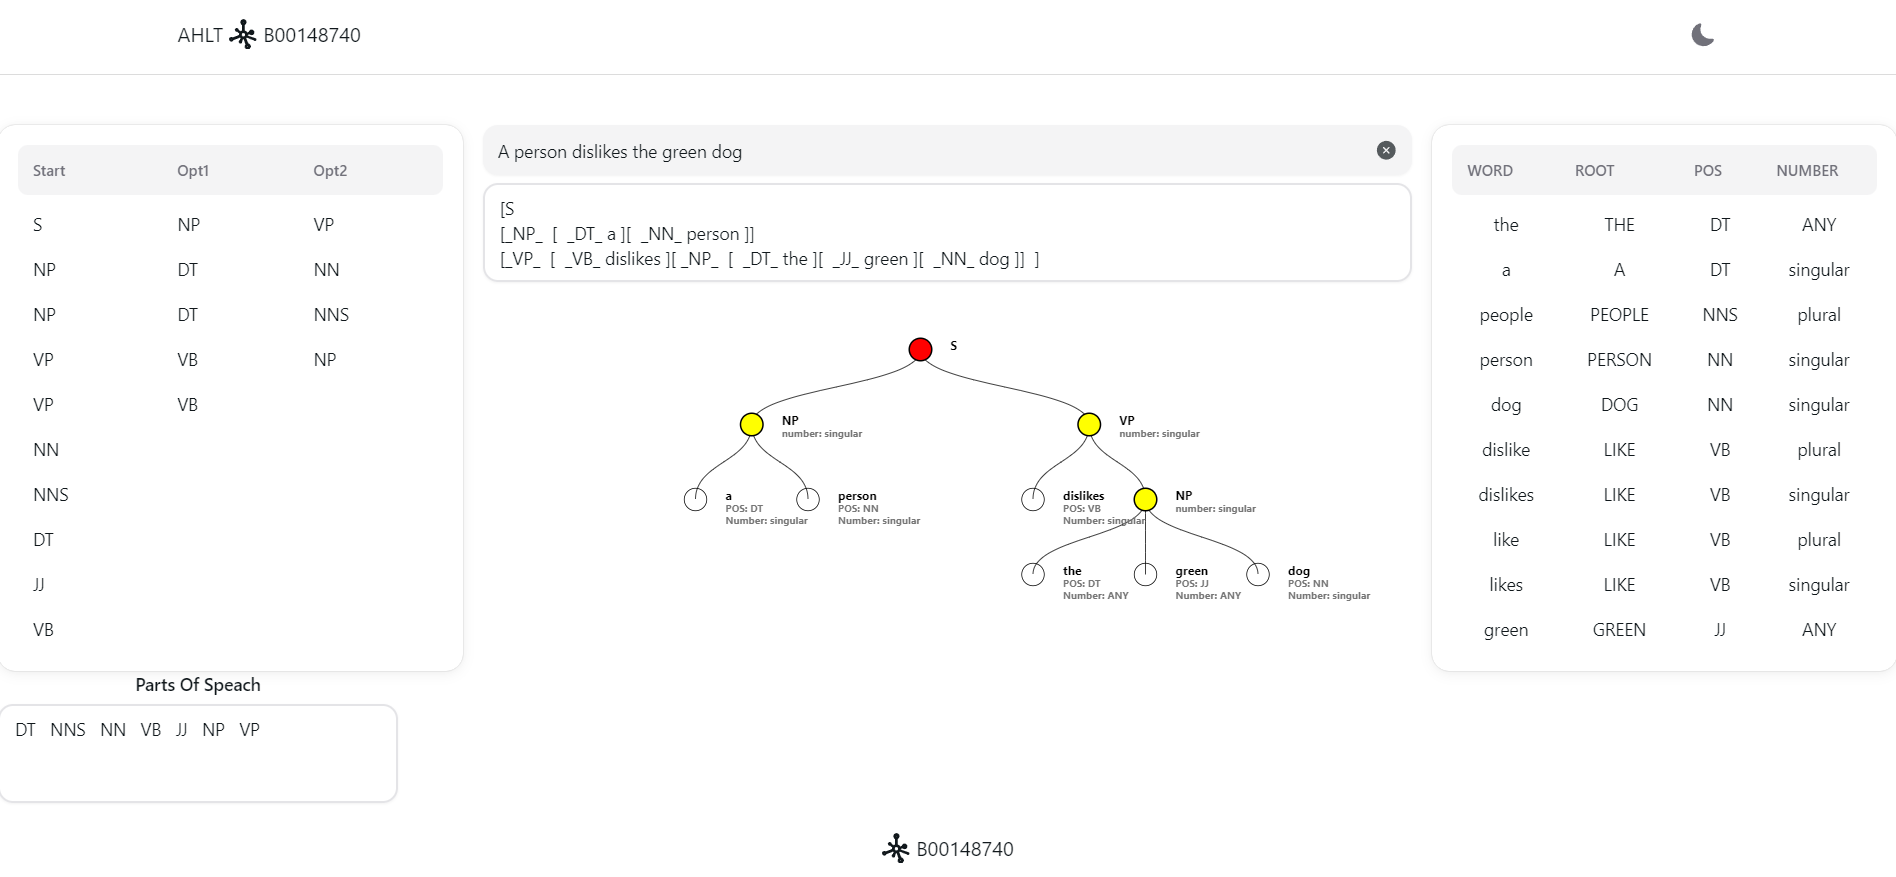 AHLT B00148740
Start Opt1 Opt2
S NP VP
NP DT NN
NP DT NNS
VP VB NP
VP VB
NN
NNS
DT
JJ
VB
Parts Of Speach
DT NNS NN VB JJ NP VP
A person dislikes the green dog
[S
[_NP_ [ _DT_ a ][ _NN_ person ]]
[_VP_ [ _VB_ dislikes ][ _NP_ [ _DT_ the ][ _JJ_ green ][ _NN_ dog ]] ]
S
NP
number: singular
VP
number: singular
a
POS: DT
Number: singular
person
POS: NN
Number: singular
dislikes
POS: VB
Number: singular
NP
number: singular
the
POS: DT
Number: ANY
green
POS: JJ
Number: ANY
dog
POS: NN
Number: singular
WORD ROOT POS NUMBER
the THE DT ANY
a A DT singular
people PEOPLE NNS plural
person PERSON NN singular
dog DOG NN singular
dislike LIKE VB plural
dislikes LIKE VB singular
like LIKE VB plural
likes LIKE VB singular
green GREEN JJ ANY
B00148740